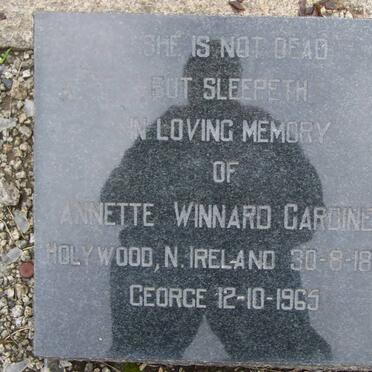 SHE IS NOT DEAD
BUT SLEEPETH
IN LOVING MEMORY
OF
ANNETTE WINNARD GARDINE
HOLYWOOD, N. IRELAND 30-8-18
GEORGE 12-10-1965